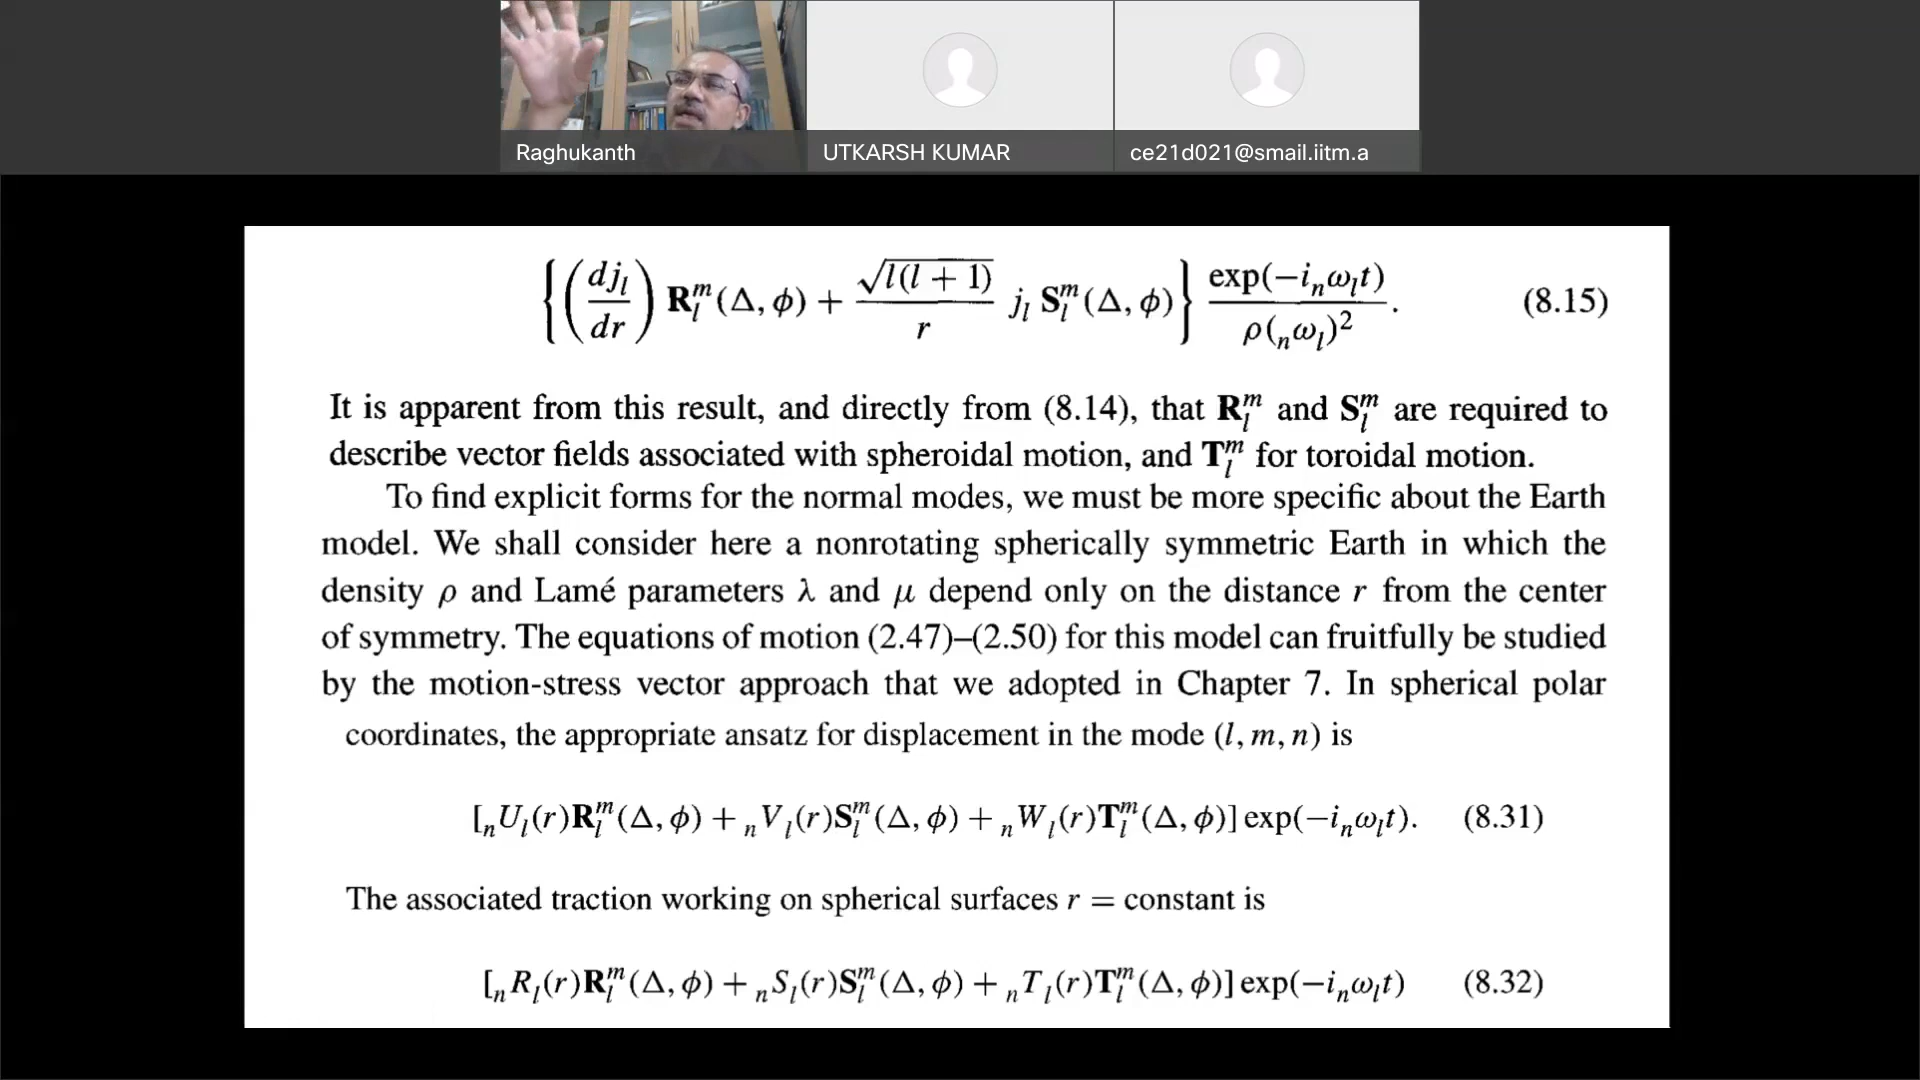 Raghukanth
UTKARSH KUMAR
ce21d021@smail.iitm.a
{(dj_l/dr) R_l^m(Δ, ϕ) + √l(l + 1)/r j_l S_l^m(Δ, ϕ)} exp(−i_nω_lt)/ρ(_nω_l)^2 . (8.15)
It is apparent from this result, and directly from (8.14), that R_l^m and S_l^m are required to
describe vector fields associated with spheroidal motion, and T_l^m for toroidal motion.
To find explicit forms for the normal modes, we must be more specific about the Earth
model. We shall consider here a nonrotating spherically symmetric Earth in which the
density ρ and Lamé parameters λ and μ depend only on the distance r from the center
of symmetry. The equations of motion (2.47)–(2.50) for this model can fruitfully be studied
by the motion-stress vector approach that we adopted in Chapter 7. In spherical polar
coordinates, the appropriate ansatz for displacement in the mode (l, m, n) is
[_nU_l(r)R_l^m(Δ, ϕ) + _nV_l(r)S_l^m(Δ, ϕ) + _nW_l(r)T_l^m(Δ, ϕ)] exp(−i_nω_lt). (8.31)
The associated traction working on spherical surfaces r = constant is
[_nR_l(r)R_l^m(Δ, ϕ) + _nS_l(r)S_l^m(Δ, ϕ) + _nT_l(r)T_l^m(Δ, ϕ)] exp(−i_nω_lt) (8.32)